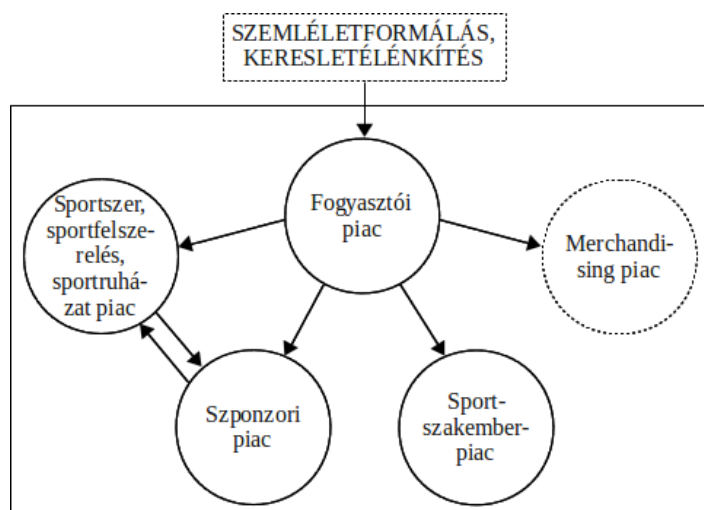 SZEMLÉLETFORMÁLÁS,
KERESLETÉLÉNKÍTÉS
Fogyasztói
piac
Sportszer,
sportfelsze-
relés,
sportruhá-
zat piac
Merchandi-
sing piac
Szponzori
piac
Sport-
szakember-
piac